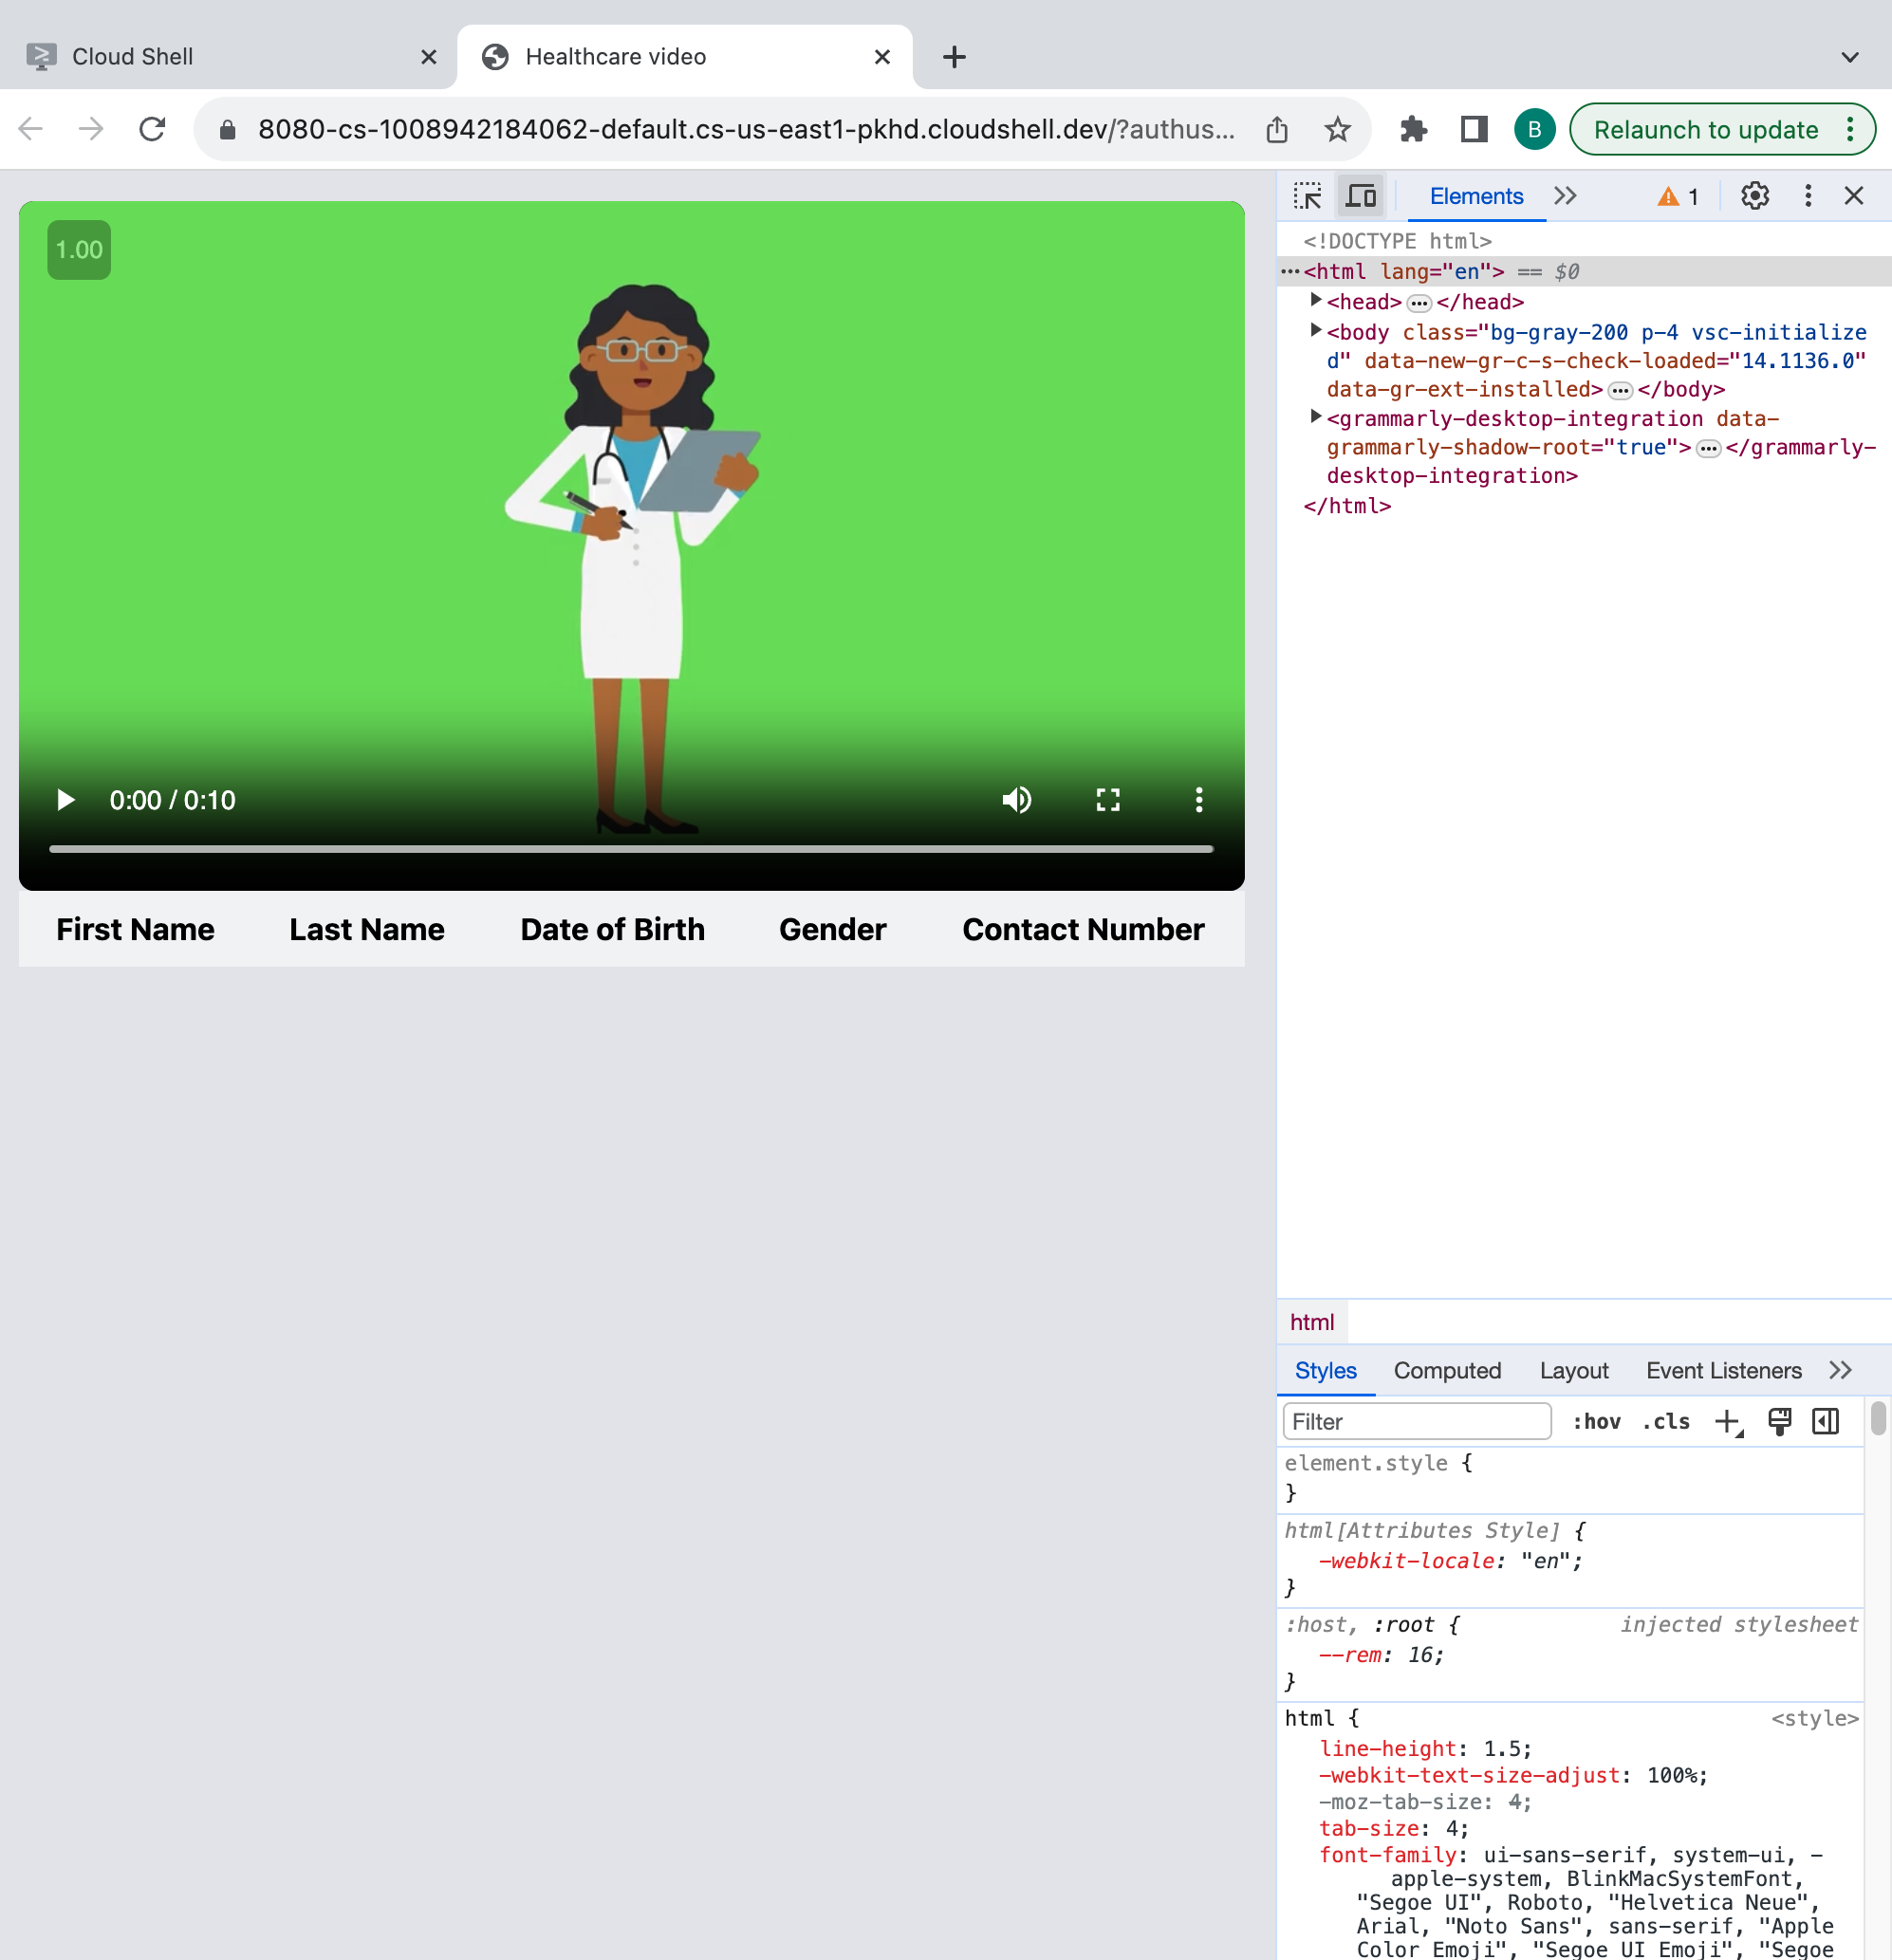 Cloud Shell
Healthcare video
8080-cs-1008942184062-default.cs-us-east1-pkhd.cloudshell.dev/?authus...
B
Relaunch to update
1.00
0:00 / 0:10
First Name Last Name Date of Birth Gender Contact Number
Elements
1
<!DOCTYPE html>
<html lang="en"> == $0
<head> </head>
<body class="bg-gray-200 p-4 vsc-initialize
d" data-new-gr-c-s-check-loaded="14.1136.0"
data-gr-ext-installed> </body>
<grammarly-desktop-integration data-
grammarly-shadow-root="true"> </grammarly-
desktop-integration>
</html>
html
Styles Computed Layout Event Listeners
Filter :hov .cls
element.style {
}
html[Attributes Style] {
-webkit-locale: "en";
}
:host, :root { injected stylesheet
--rem: 16;
}
html { <style>
line-height: 1.5;
-webkit-text-size-adjust: 100%;
-moz-tab-size: 4;
tab-size: 4;
font-family: ui-sans-serif, system-ui, -
apple-system, BlinkMacSystemFont,
"Segoe UI", Roboto, "Helvetica Neue",
Arial, "Noto Sans", sans-serif, "Apple
Color Emoji", "Segoe UI Emoji", "Segoe